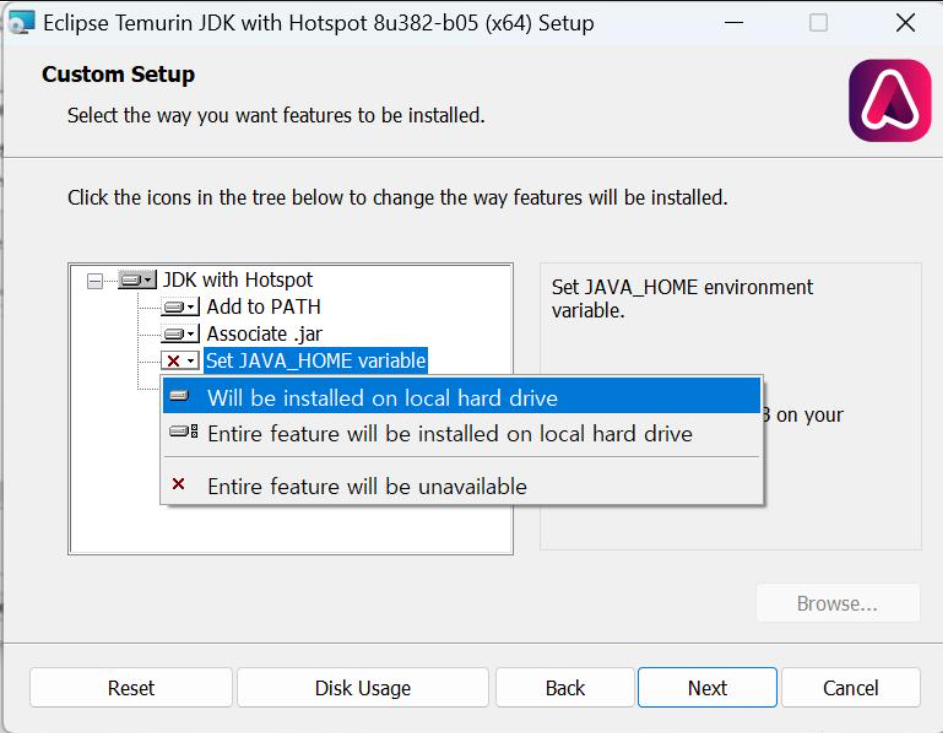 Eclipse Temurin JDK with Hotspot 8u382-b05 (x64) Setup
Custom Setup
Select the way you want features to be installed.
Click the icons in the tree below to change the way features will be installed.
JDK with Hotspot
Add to PATH
Associate .jar
Set JAVA_HOME variable
Will be installed on local hard drive
Entire feature will be installed on local hard drive
Entire feature will be unavailable
Set JAVA_HOME environment
variable.
on your
Browse...
Reset
Disk Usage
Back
Next
Cancel